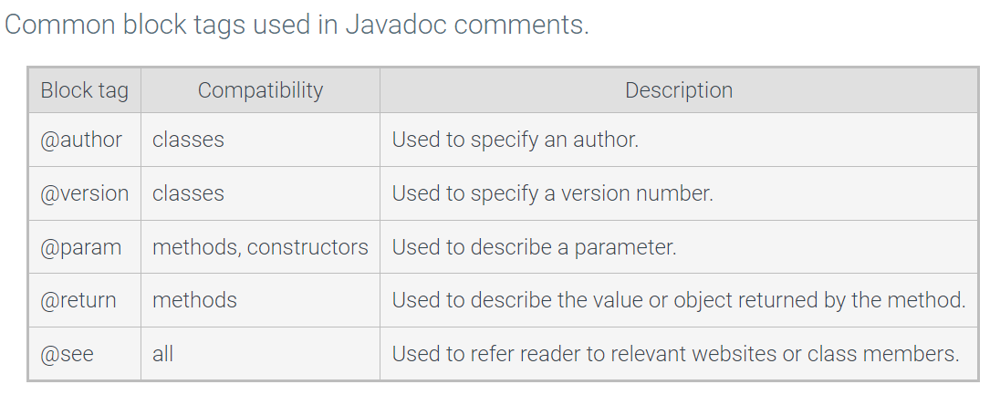 Common block tags used in Javadoc comments.
Block tag Compatibility Description
@author classes Used to specify an author.
@version classes Used to specify a version number.
@param methods, constructors Used to describe a parameter.
@return methods Used to describe the value or object returned by the method.
@see all Used to refer reader to relevant websites or class members.